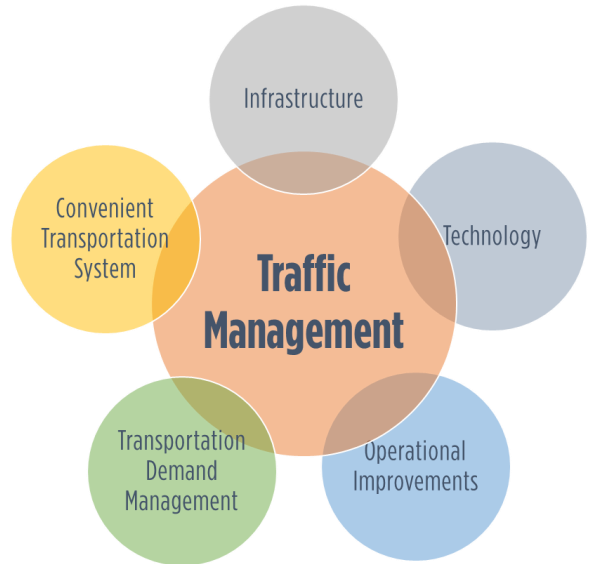 Infrastructure
Technology
Operational
Improvements
Transportation
Demand
Management
Convenient
Transportation
System
Traffic
Management